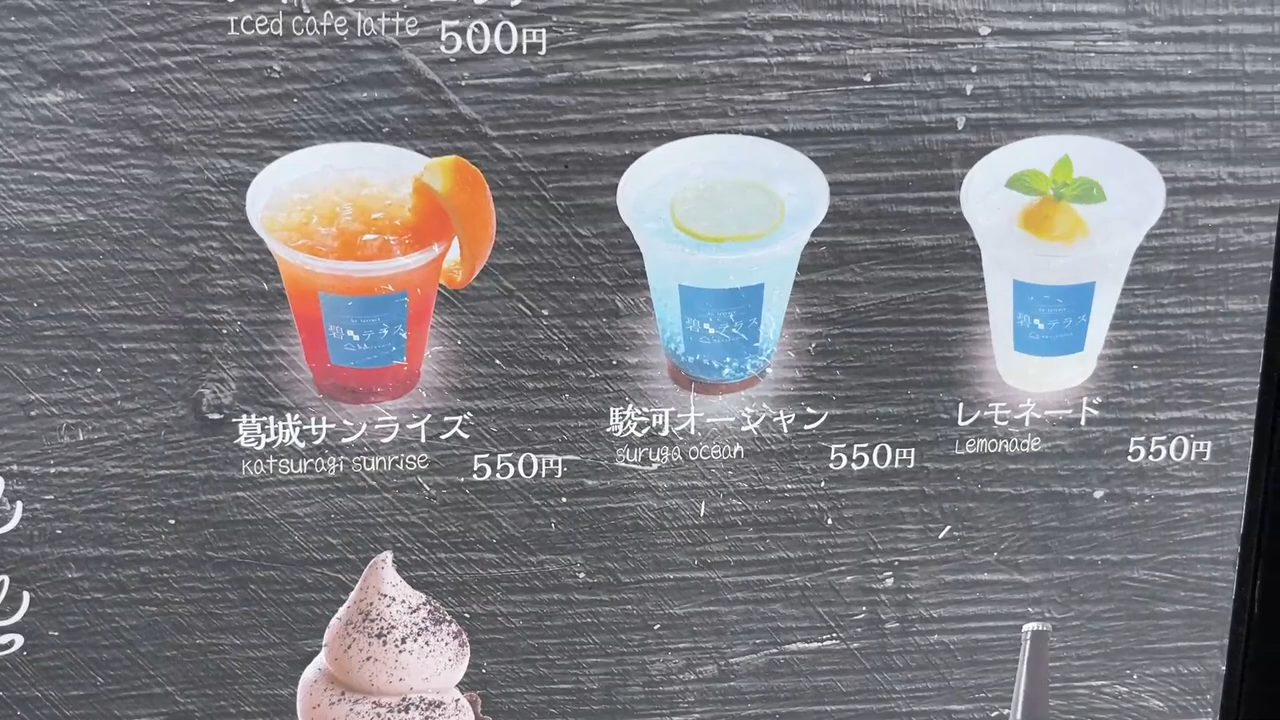 Iced cafe latte
500円
碧テラス
碧テラス
碧テラス
葛城サンライズ
katsuragi sunrise
550円
駿河オーシャン
suruga ocean
550円
レモネード
Lemonade
550円